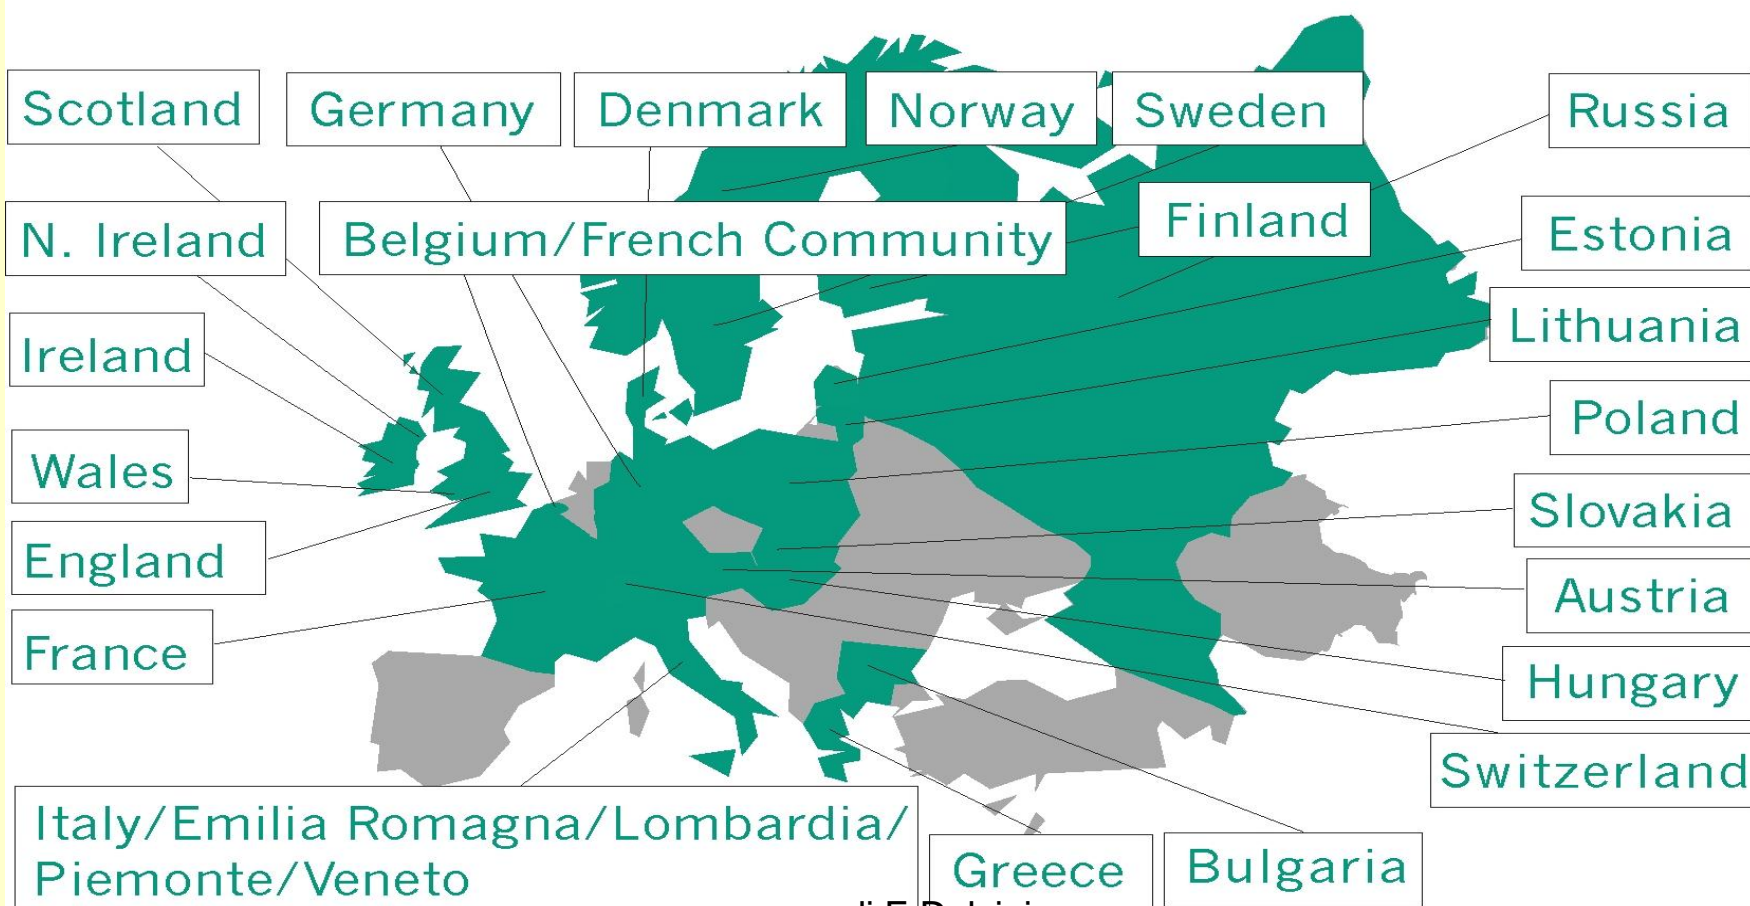 Scotland
Germany
Denmark
Norway
Sweden
Russia
N. Ireland
Belgium/French Community
Finland
Estonia
Ireland
Lithuania
Wales
Poland
England
Slovakia
France
Austria
Hungary
Switzerland
Italy/Emilia Romagna/Lombardia/
Piemonte/Veneto
Greece
Bulgaria